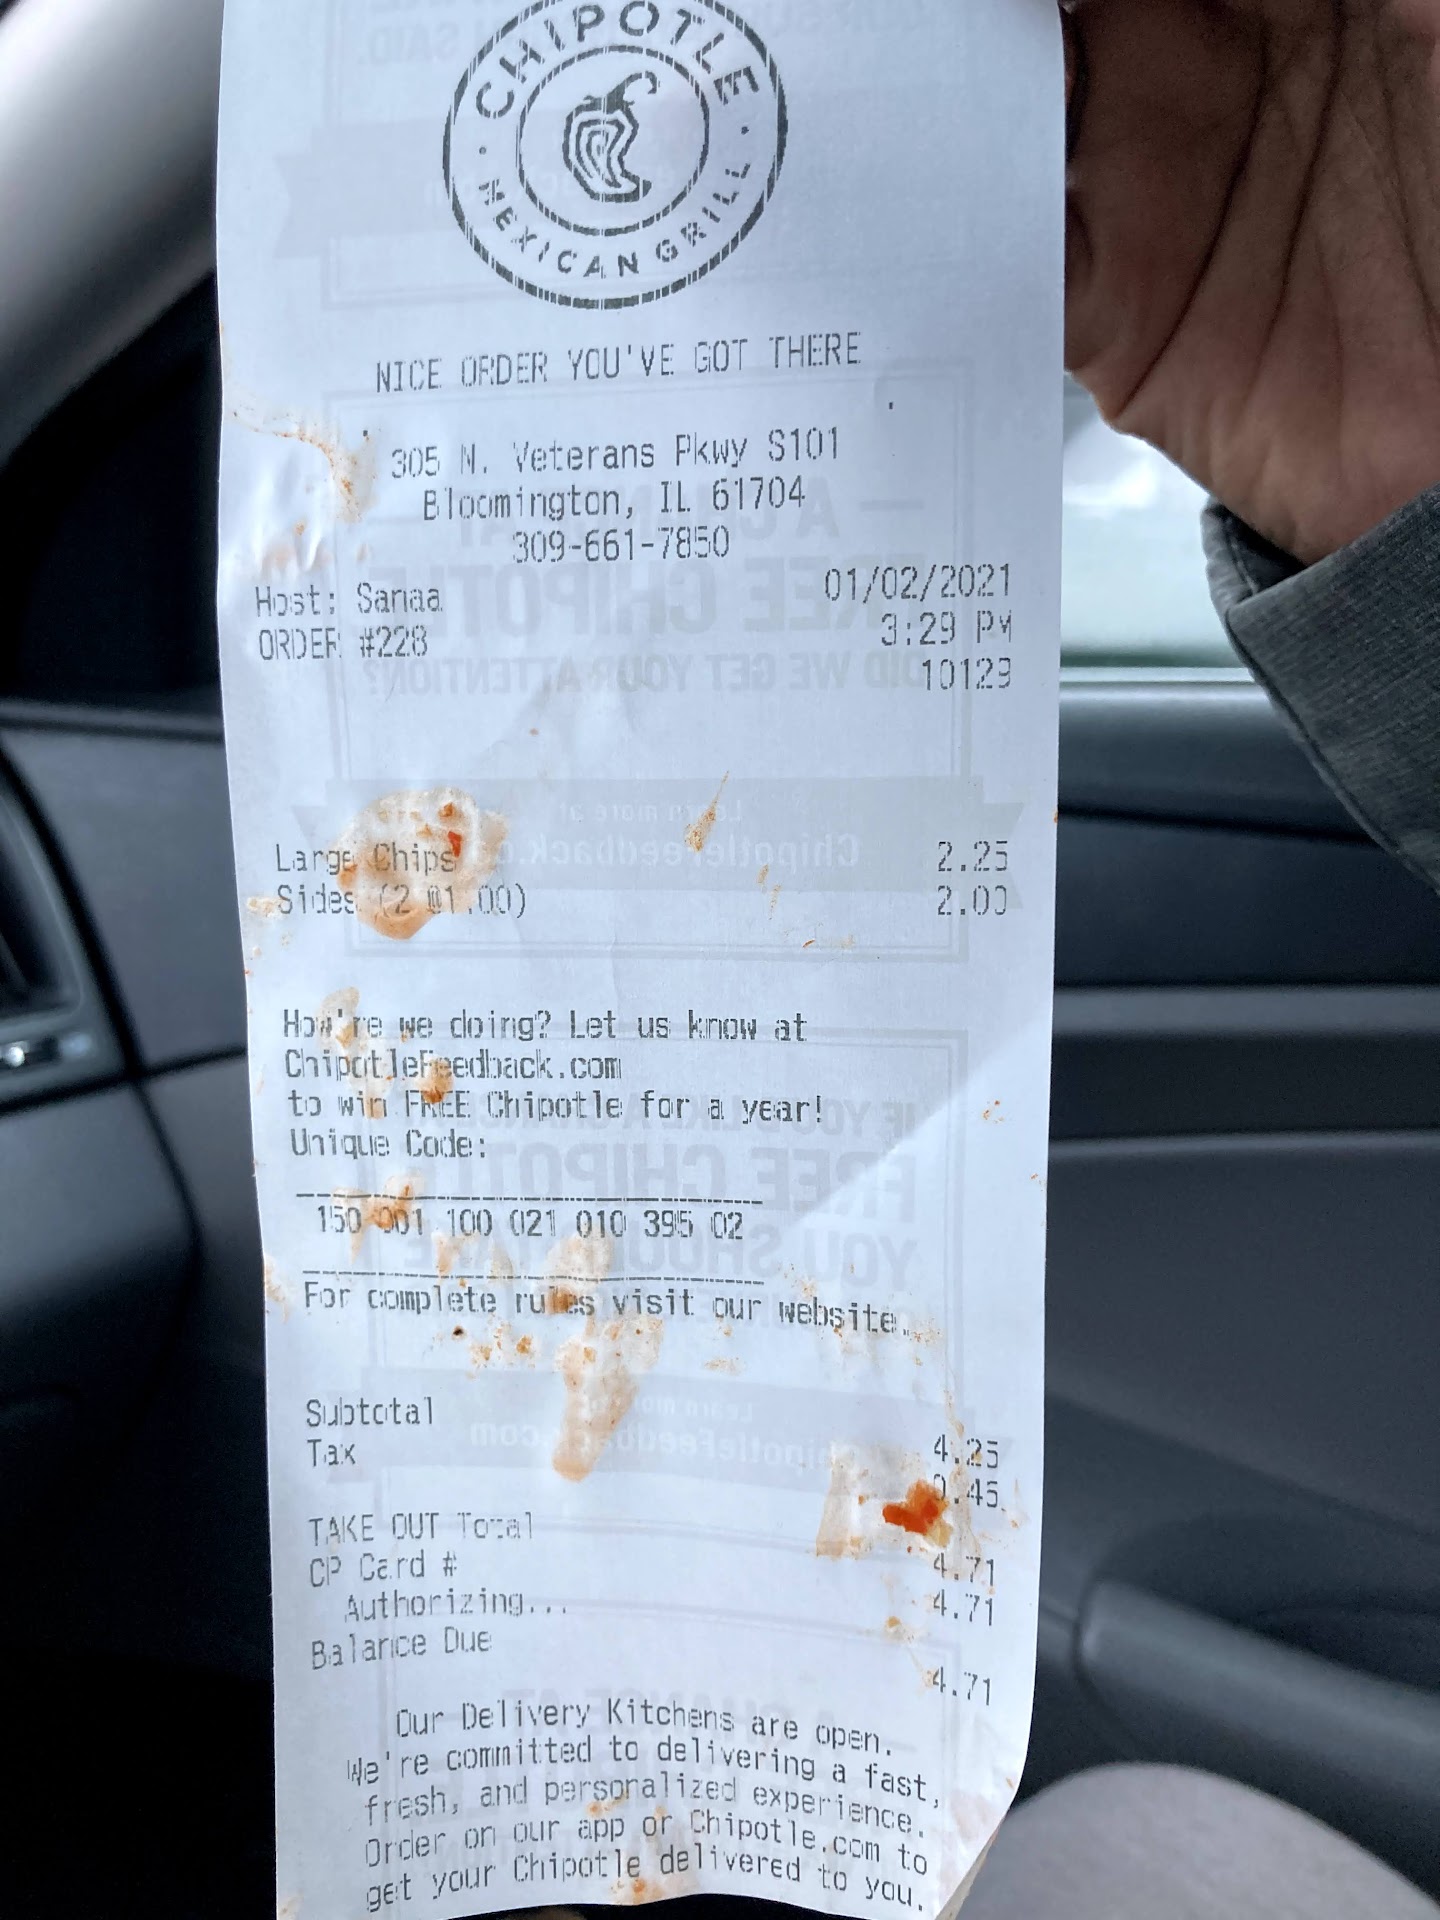 CHIPOTLE
MEXICAN GRILL
NICE ORDER YOU'VE GOT THERE
305 N. Veterans Pkwy S101
Bloomington, IL 61704
309-661-7850
Host: Sanaa 01/02/2021
ORDER #228 3:29 PM
10129
Large Chips 2.25
Sides (2 @1.00) 2.00
How're we doing? Let us know at
ChipotleFeedback.com
to win FREE Chipotle for a year!
Unique Code:
150 001 100 021 010 395 02
For complete rules visit our website.
Subtotal 4.25
Tax 0.45
TAKE OUT Total 4.71
CP Card # 4.71
Authorizing...
Balance Due 4.71
Our Delivery Kitchens are open.
We're committed to delivering a fast,
fresh, and personalized experience.
Order on our app or Chipotle.com to
get your Chipotle delivered to you.